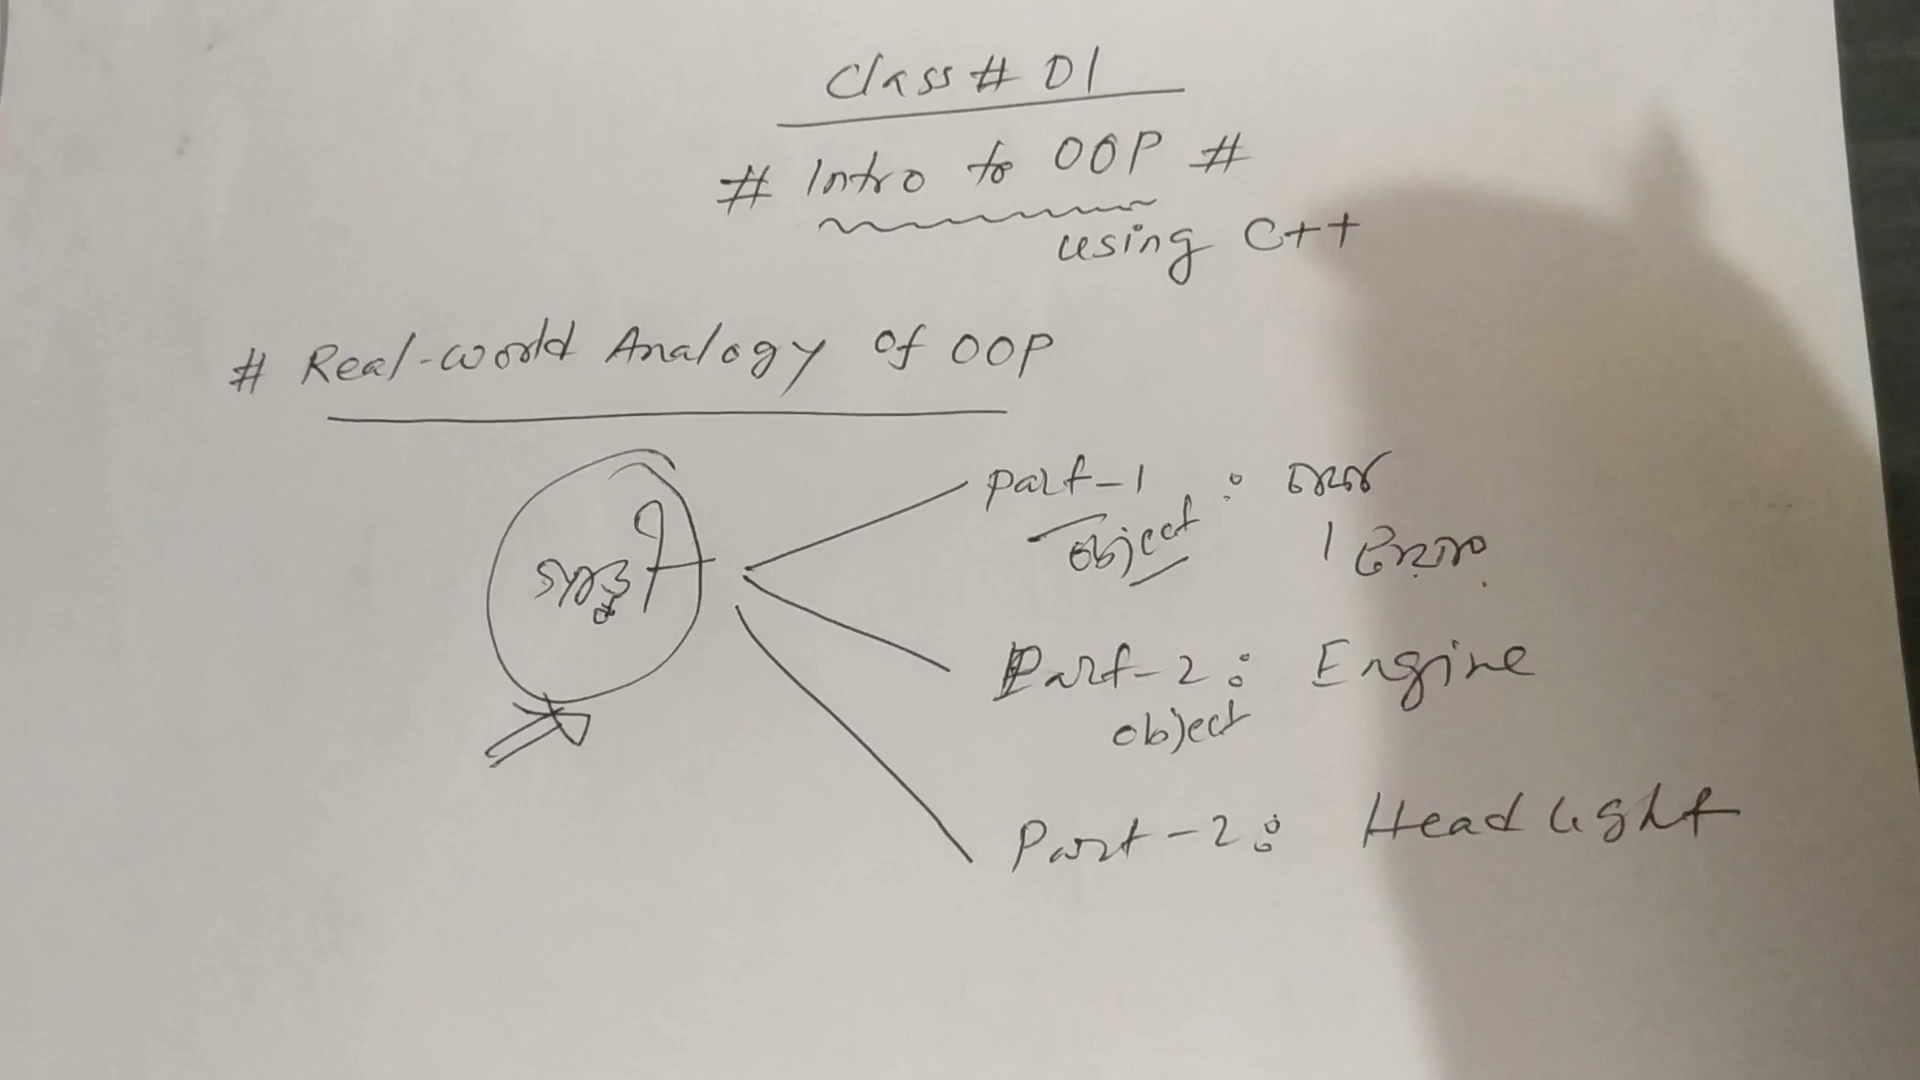 Class # 01
# Intro to OOP #
using C++
# Real-world Analogy of OOP
গাড়ি
Part-1 :
object
Part-2 : Engine
object
Part-2 : Head light